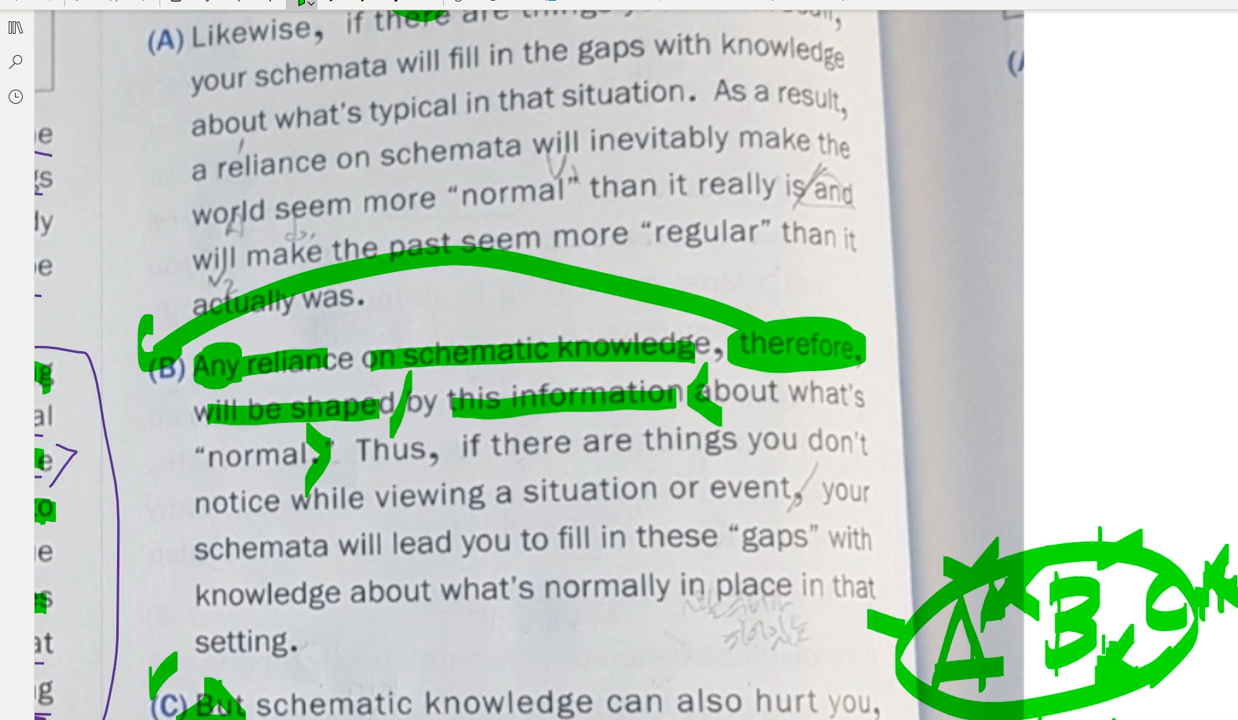 (A) Likewise, if there are things
your schemata will fill in the gaps with knowledge
about what's typical in that situation. As a result,
a reliance on schemata will inevitably make the
world seem more “normal” than it really is and
will make the past seem more “regular” than it
actually was.
(B) Any reliance on schematic knowledge, therefore,
will be shaped by this information about what's
“normal.” Thus, if there are things you don't
notice while viewing a situation or event, your
schemata will lead you to fill in these “gaps” with
knowledge about what's normally in place in that
setting.
(C) But schematic knowledge can also hurt you,
A B C